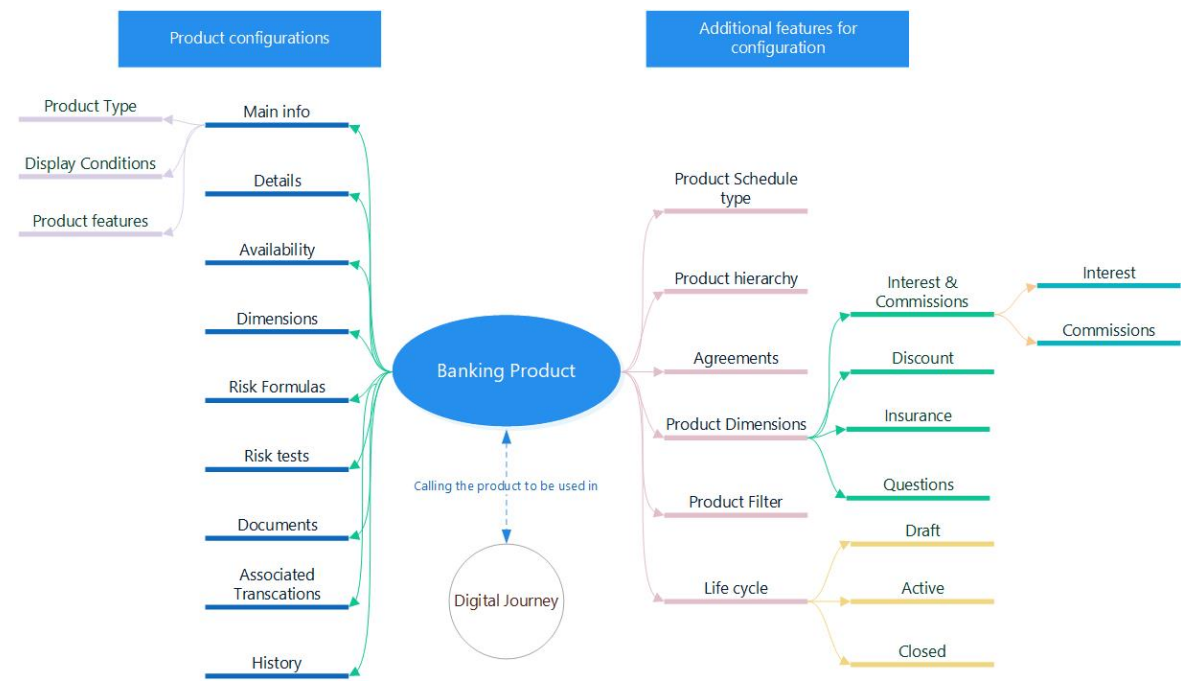 Product configurations
Additional features for
configuration
Product Type
Display Conditions
Product features
Main info
Details
Availability
Dimensions
Risk Formulas
Risk tests
Documents
Associated
Transcations
History
Banking Product
Calling the product to be used in
Digital Journey
Product Schedule
type
Product hierarchy
Agreements
Product Dimensions
Product Filter
Life cycle
Interest &
Commissions
Discount
Insurance
Questions
Draft
Active
Closed
Interest
Commissions